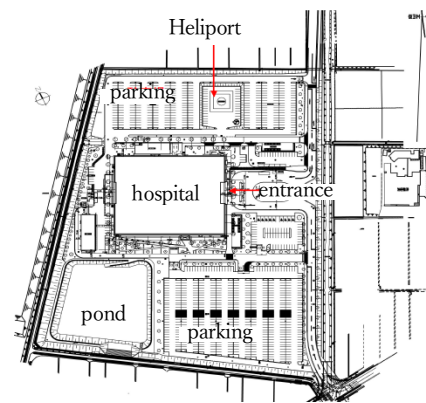 Heliport
parking
hospital
entrance
pond
parking